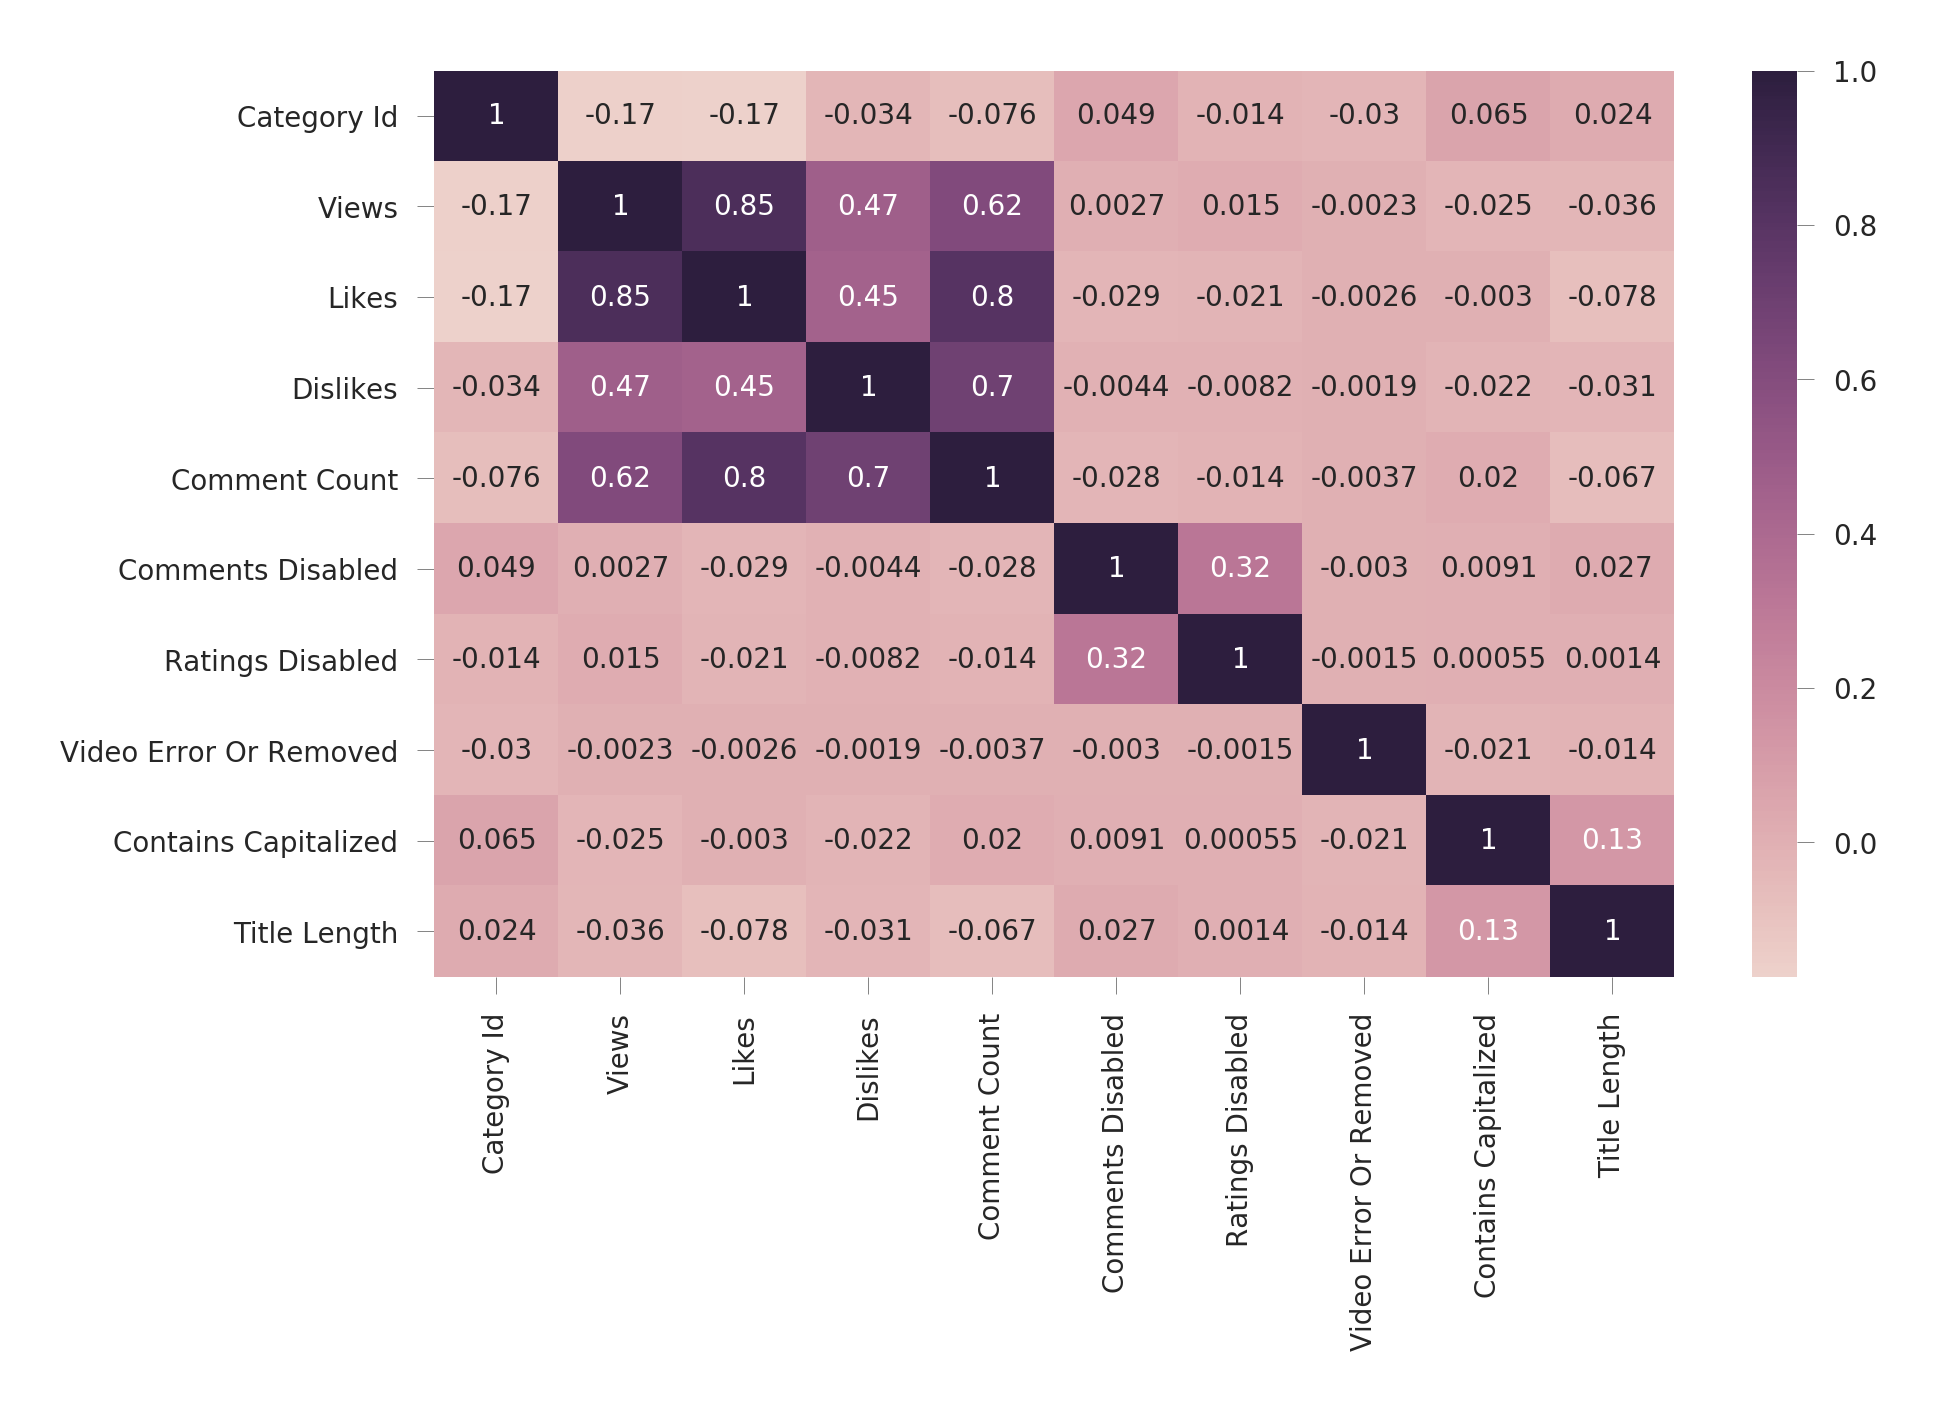 Category Id 1 -0.17 -0.17 -0.034 -0.076 0.049 -0.014 -0.03 0.065 0.024
Views -0.17 1 0.85 0.47 0.62 0.0027 0.015 -0.0023 -0.025 -0.036
Likes -0.17 0.85 1 0.45 0.8 -0.029 -0.021 -0.0026 -0.003 -0.078
Dislikes -0.034 0.47 0.45 1 0.7 -0.0044 -0.0082 -0.0019 -0.022 -0.031
Comment Count -0.076 0.62 0.8 0.7 1 -0.028 -0.014 -0.0037 0.02 -0.067
Comments Disabled 0.049 0.0027 -0.029 -0.0044 -0.028 1 0.32 -0.003 0.0091 0.027
Ratings Disabled -0.014 0.015 -0.021 -0.0082 -0.014 0.32 1 -0.0015 0.00055 0.0014
Video Error Or Removed -0.03 -0.0023 -0.0026 -0.0019 -0.0037 -0.003 -0.0015 1 -0.021 -0.014
Contains Capitalized 0.065 -0.025 -0.003 -0.022 0.02 0.0091 0.00055 -0.021 1 0.13
Title Length 0.024 -0.036 -0.078 -0.031 -0.067 0.027 0.0014 -0.014 0.13 1
Category Id
Views
Likes
Dislikes
Comment Count
Comments Disabled
Ratings Disabled
Video Error Or Removed
Contains Capitalized
Title Length
1.0
0.8
0.6
0.4
0.2
0.0